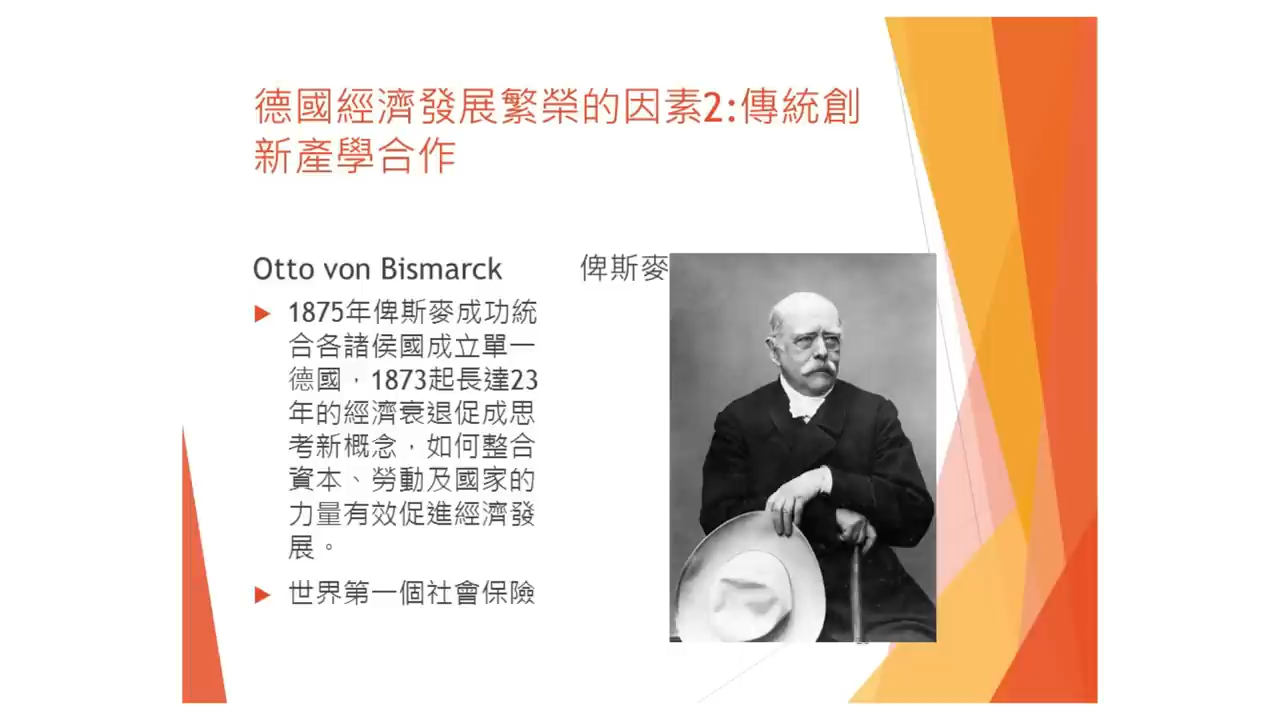 德國經濟發展繁榮的因素2:傳統創
新產學合作
Otto von Bismarck
俾斯麥
1875年俾斯麥成功統
合各諸侯國成立單一
德國，1873起長達23
年的經濟衰退促成思
考新概念，如何整合
資本、勞動及國家的
力量有效促進經濟發
展。
世界第一個社會保險